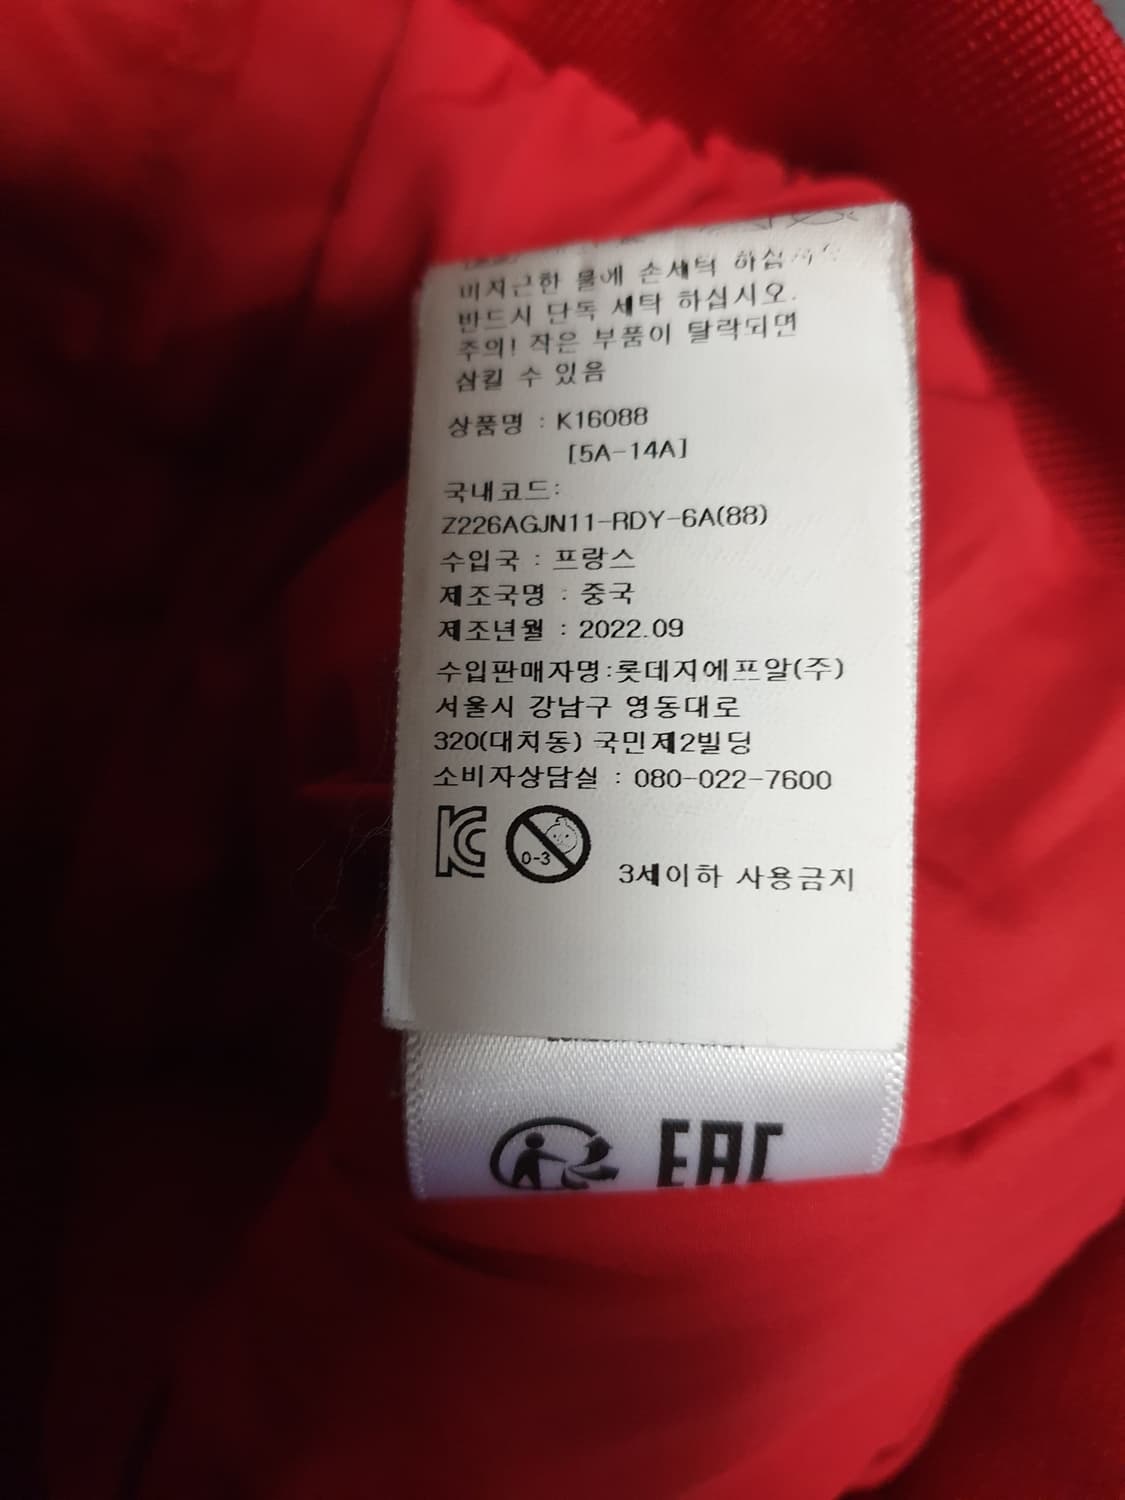 미지근한 물에 손세탁 하십시오
반드시 단독 세탁 하십시오.
주의! 작은 부품이 탈락되면
삼킬 수 있음
상품명 : K16088
[5A-14A]
국내코드:
Z226AGJN11-RDY-6A(88)
수입국 : 프랑스
제조국명 : 중국
제조년월 : 2022.09
수입판매자명:롯데지에프알(주)
서울시 강남구 영동대로
320(대치동) 국민제2빌딩
소비자상담실 : 080-022-7600
KC
0-3
3세이하 사용금지
EAC